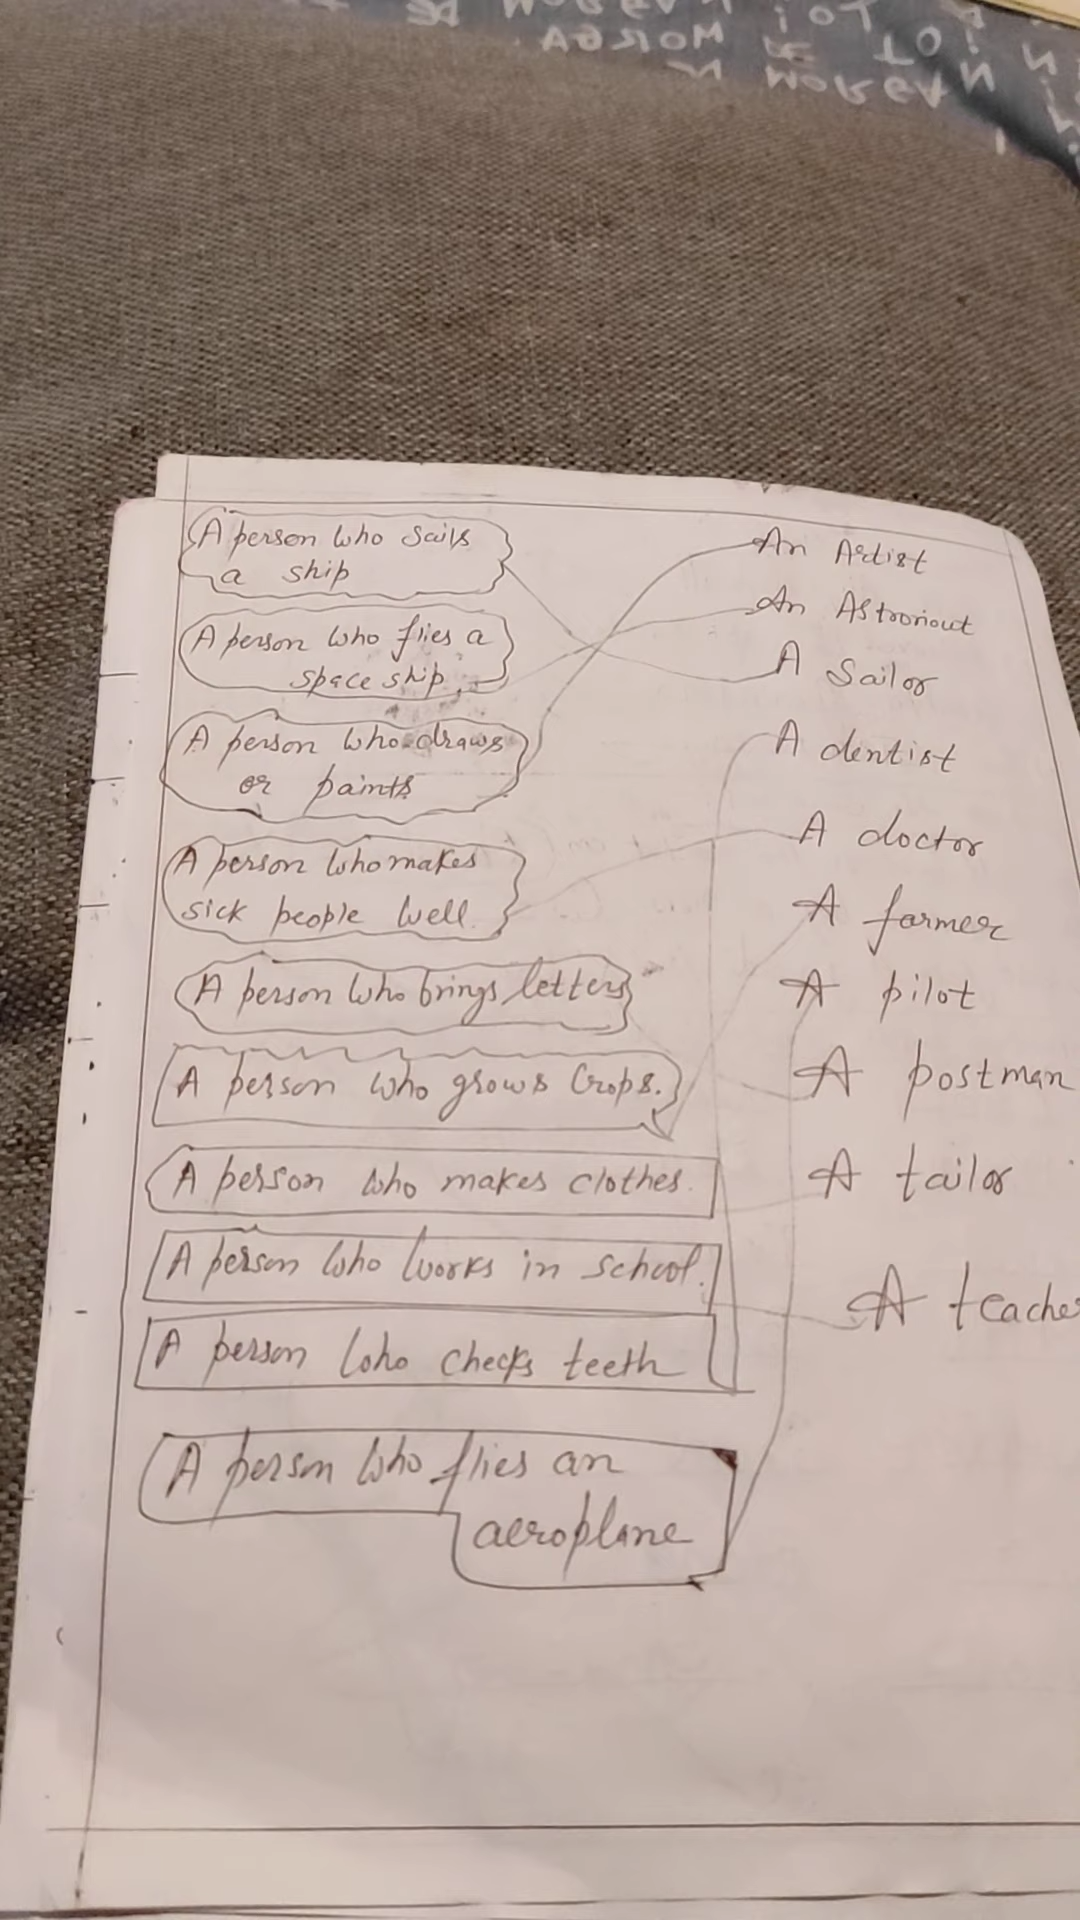 A person who sails
a ship
A person who flies a
space ship
A person who draws
or paints
A person who makes
sick people well
A person who brings letters
A person who grows crops.
A person who makes clothes.
A person who works in school.
A person who checks teeth
A person who flies an
aeroplane
An Artist
An Astronout
A Sailor
A dentist
A doctor
A farmer
A pilot
A postman
A tailor
A teache